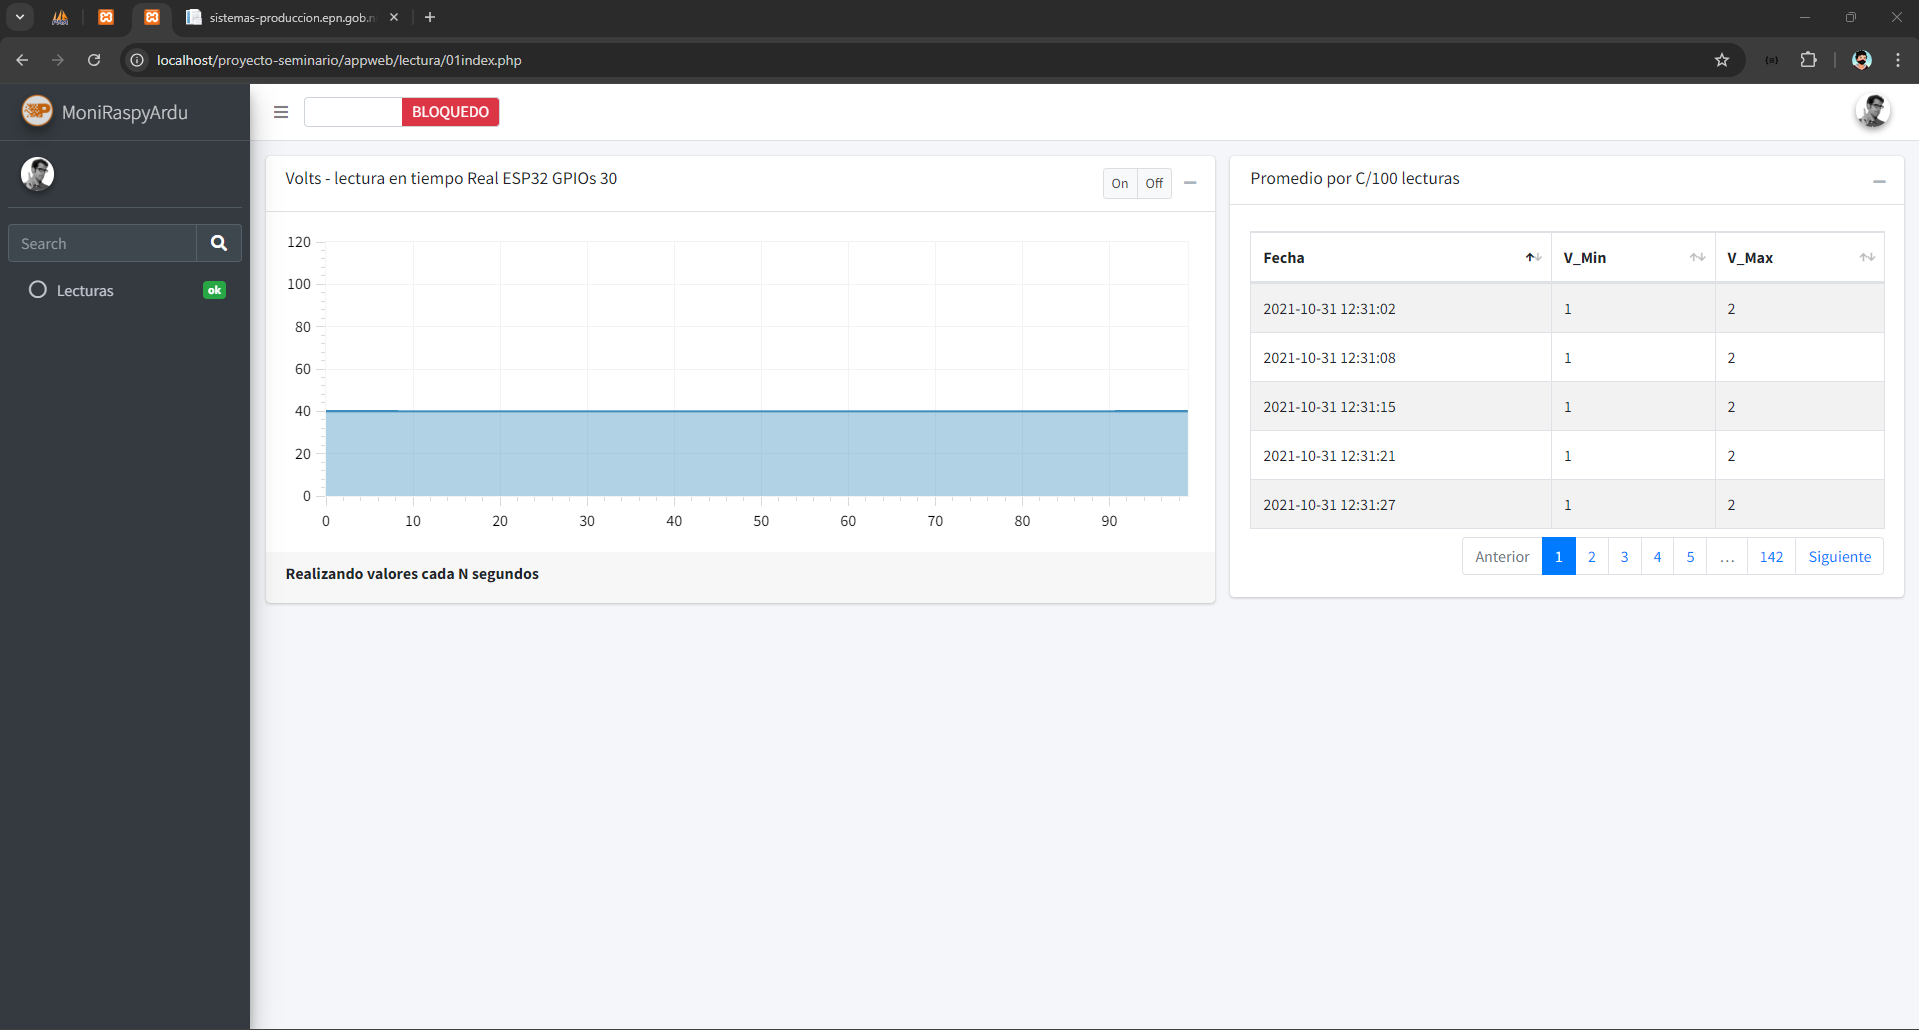 sistemas-produccion.epn.gob.n
localhost/proyecto-seminario/appweb/lectura/01index.php
MoniRaspyArdu
BLOQUEDO
Search
Lecturas ok
Volts - lectura en tiempo Real ESP32 GPIOs 30
On Off
120
100
80
60
40
20
0
0 10 20 30 40 50 60 70 80 90
Realizando valores cada N segundos
Promedio por C/100 lecturas
Fecha V_Min V_Max
2021-10-31 12:31:02 1 2
2021-10-31 12:31:08 1 2
2021-10-31 12:31:15 1 2
2021-10-31 12:31:21 1 2
2021-10-31 12:31:27 1 2
Anterior 1 2 3 4 5 … 142 Siguiente